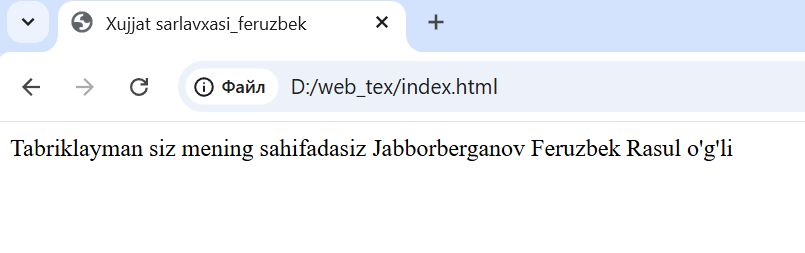 Xujjat sarlavxasi_feruzbek
Файл D:/web_tex/index.html
Tabriklayman siz mening sahifadasiz Jabborberganov Feruzbek Rasul o'g'li